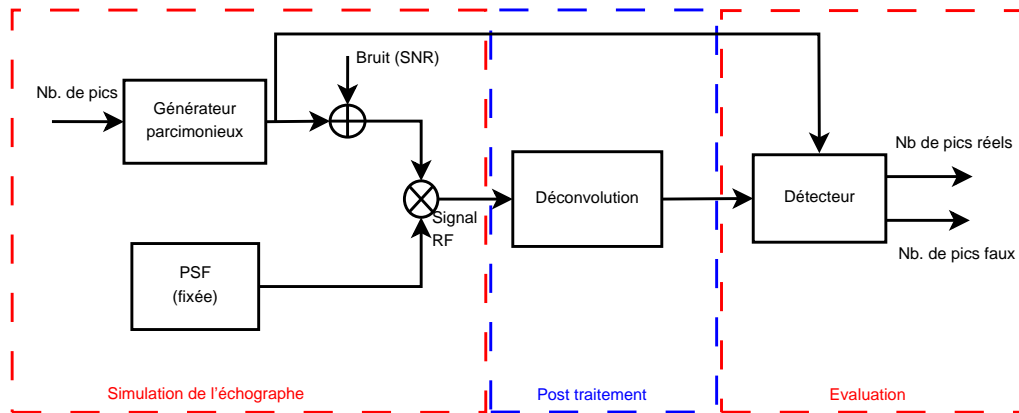 Bruit (SNR)
Nb. de pics
Générateur
parcimonieux
Nb de pics réels
Déconvolution
Détecteur
Signal
RF
Nb. de pics faux
PSF
(fixée)
Simulation de l'échographe
Post traitement
Evaluation